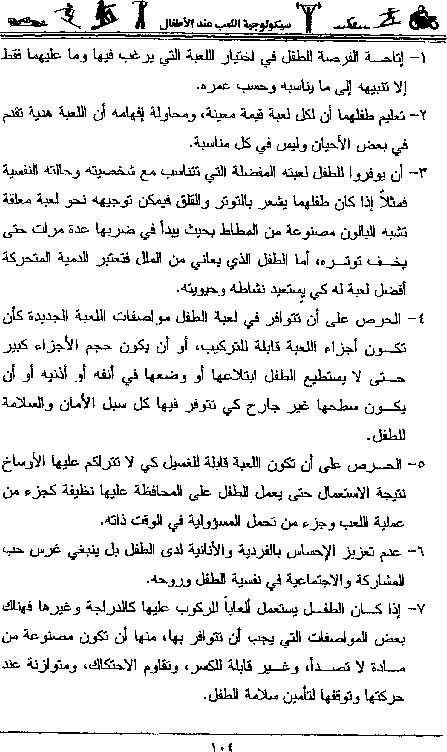 سيكولوجية اللعب عند الأطفال
١- إتاحة الفرصة للطفل في اختيار اللعبة التي يرغب فيها وما عليهما فقط
إلا تنبيهه إلى ما يناسبه وحسب عمره.
٢- تعليم طفلهما أن لكل لعبة قيمة معينة، ومحاولة إفهامه أن اللعبة هدية تقدم
في بعض الأحيان وليس في كل مناسبة.
٣- أن يوفروا للطفل لعبته المفضلة التي تتناسب مع شخصيته وحالته النفسية
فمثلاً إذا كان طفلهما يشعر بالتوتر والقلق فيمكن توجيهه نحو لعبة معلقة
تشبه البالون مصنوعة من المطاط بحيث يبدأ في ضربها عدة مرات حتى
يخف توتره، أما الطفل الذي يعاني من الملل فتعتبر الدمية المتحركة
أفضل لعبة له كي يستعيد نشاطه وحيويته.
٤- الحرص على أن تتوافر في لعبة الطفل مواصفات اللعبة الجديدة كأن
تكون أجزاء اللعبة قابلة للتركيب، أو أن يكون حجم الأجزاء كبير
حتى لا يستطيع الطفل ابتلاعها أو وضعها في أنفه أو أذنيه أو أن
يكون سطحها غير جارح كي تتوفر فيها كل سبل الأمان والسلامة
للطفل.
٥- الحرص على أن تكون اللعبة قابلة للغسيل كي لا تتراكم عليها الأوساخ
نتيجة الاستعمال حتى يعمل الطفل على المحافظة عليها نظيفة كجزء من
عملية اللعب وجزء من تحمل المسؤولية في الوقت ذاته.
٦- عدم تعزيز الإحساس بالفردية والأنانية لدى الطفل بل ينبغي غرس حب
المشاركة والاجتماعية في نفسية الطفل وروحه.
٧- إذا كان الطفل يستعمل ألعاباً للركوب عليها كالدراجة وغيرها فهناك
بعض المواصفات التي يجب أن تتوافر بها، منها أن تكون مصنوعة من
مادة لا تصدأ، وغير قابلة للكسر، وتقاوم الاحتكاك، ومتوازنة عند
حركتها وتوقفها لتأمين سلامة الطفل.
١٠٤